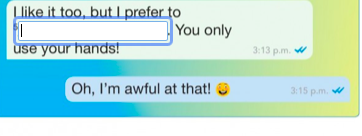 I like it too, but I prefer to
. You only
use your hands!
3:13 p.m.
Oh, I'm awful at that! 😄
3:15 p.m.